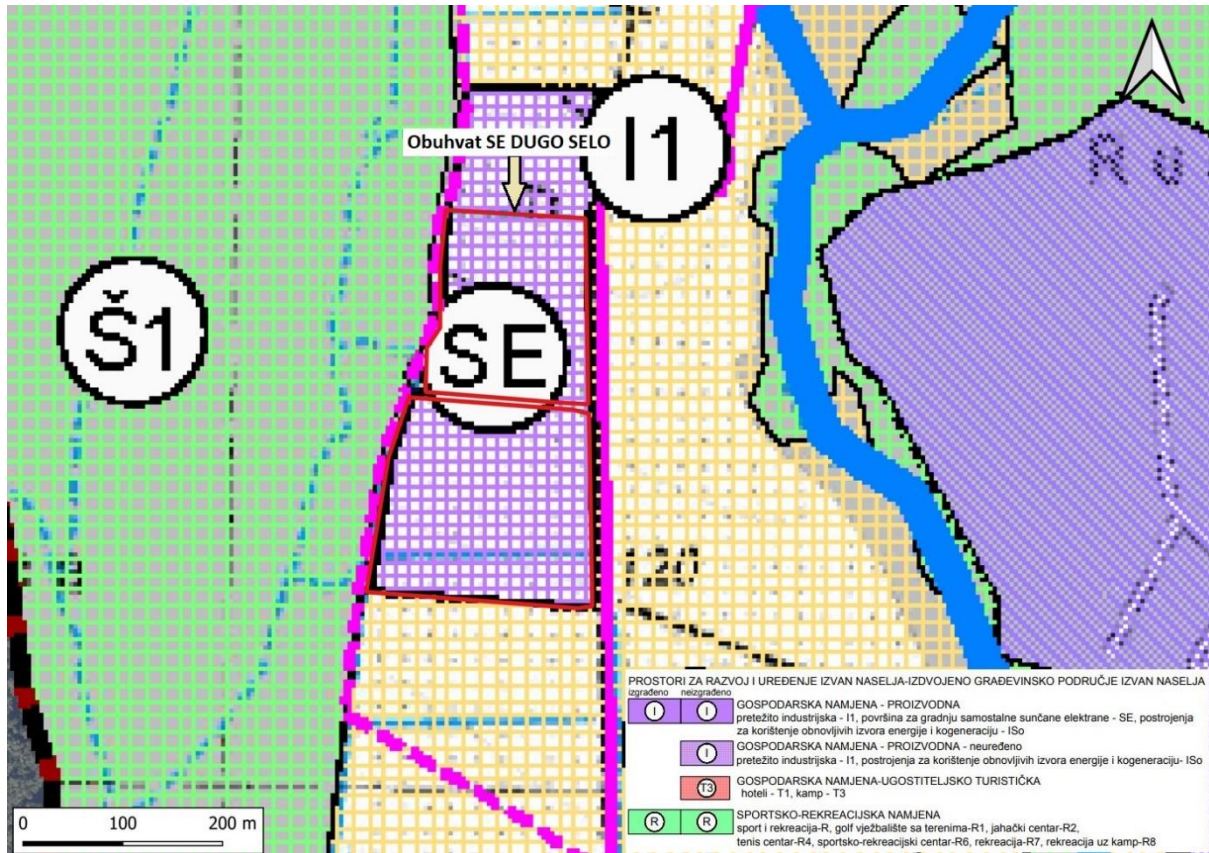 Obuhvat SE DUGO SELO
I1
R u
Š1
SE
120
PROSTORI ZA RAZVOJ I UREĐENJE IZVAN NASELJA-IZDVOJENO GRAĐEVINSKO PODRUČJE IZVAN NASELJA
izgrađeno neizgrađeno
I I GOSPODARSKA NAMJENA - PROIZVODNA
pretežito industrijska - I1, površina za gradnju samostalne sunčane elektrane - SE, postrojenja
za korištenje obnovljivih izvora energije i kogeneraciju - ISo
I GOSPODARSKA NAMJENA - PROIZVODNA - neuređeno
pretežito industrijska - I1, postrojenja za korištenje obnovljivih izvora energije i kogeneraciju- ISo
T3 GOSPODARSKA NAMJENA-UGOSTITELJSKO TURISTIČKA
hoteli - T1, kamp - T3
R R SPORTSKO-REKREACIJSKA NAMJENA
sport i rekreacija-R, golf vježbalište sa terenima-R1, jahački centar-R2,
tenis centar-R4, sportsko-rekreacijski centar-R6, rekreacija-R7, rekreacija uz kamp-R8
0 100 200 m